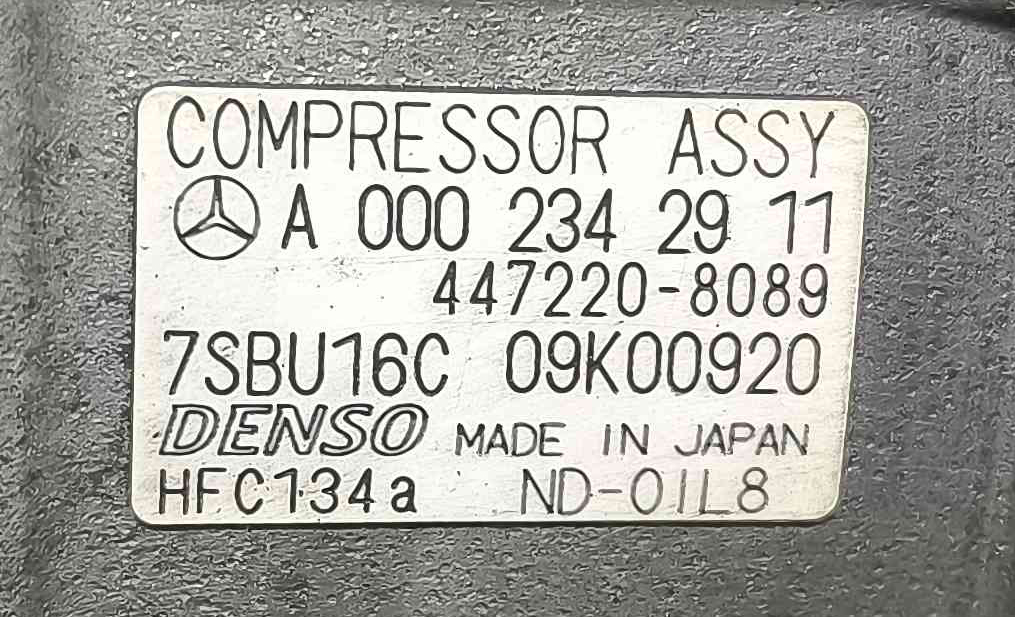 COMPRESSOR ASSY
A 000 234 29 11
447220-8089
7SBU16C 09K00920
DENSO MADE IN JAPAN
HFC134a ND-OIL8